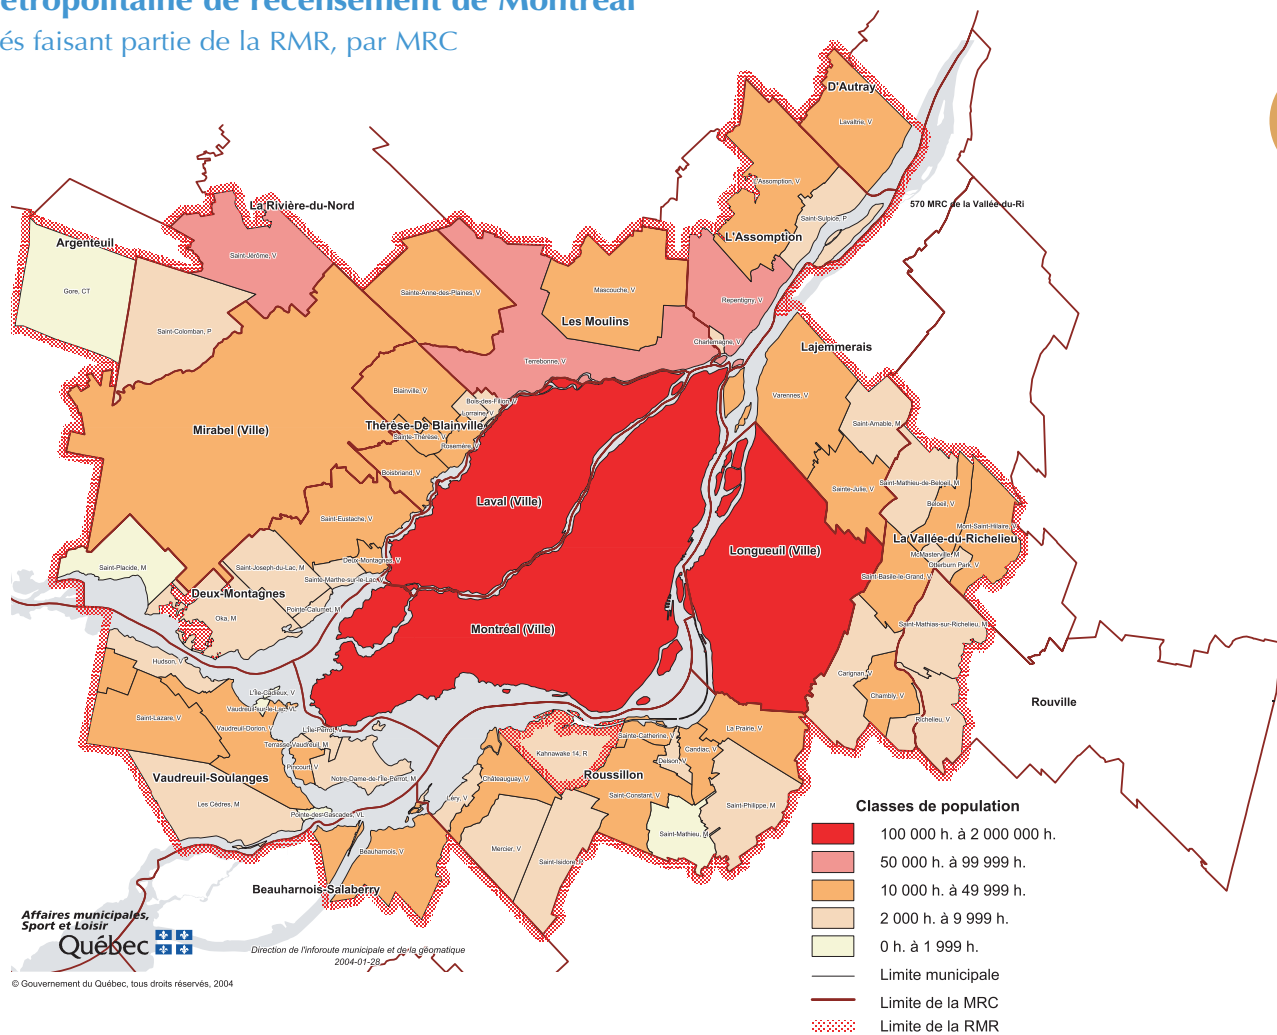 étropolitaine de recensement de Montréal
és faisant partie de la RMR, par MRC
D'Autray
Lavaltrie, V
L'Assomption, V
Saint-Sulpice, P
570 MRC de la Vallée-du-Ri
L'Assomption
La Rivière-du-Nord
Argenteuil
Saint-Jérôme, V
Gore, CT
Saint-Colomban, P
Sainte-Anne-des-Plaines, V
Mascouche, V
Repentigny, V
Les Moulins
Charlemagne, V
Terrebonne, V
Lajemmerais
Blainville, V
Bois-des-Filion, V
Lorraine, V
Varennes, V
Saint-Amable, M
Mirabel (Ville)
Thérèse-De Blainville
Sainte-Thérèse, V
Rosemère, V
Boisbriand, V
Sainte-Julie, V
Saint-Mathieu-de-Beloeil, M
Beloeil, V
Laval (Ville)
Saint-Eustache, V
Mont-Saint-Hilaire, V
La Vallée-du-Richelieu
Longueuil (Ville)
McMasterville, M
Otterburn Park, V
Deux-Montagnes, V
Saint-Placide, M
Saint-Joseph-du-Lac, M
Sainte-Marthe-sur-le-Lac, V
Saint-Basile-le-Grand, V
Deux-Montagnes
Pointe-Calumet, M
Oka, M
Montréal (Ville)
Saint-Mathias-sur-Richelieu, M
Hudson, V
Carignan, V
L'Île-Cadieux, V
Vaudreuil-sur-le-Lac, VL
Chambly, V
Rouville
Saint-Lazare, V
Vaudreuil-Dorion, V
L'Île-Perrot, V
Richelieu, V
Terrasse-Vaudreuil, M
Sainte-Catherine, V
La Prairie, V
Candiac, V
Kahnawake 14, R
Delson, V
Pincourt, V
Vaudreuil-Soulanges
Notre-Dame-de-l'Île-Perrot, M
Châteauguay, V
Roussillon
Léry, V
Saint-Constant, V
Les Cèdres, M
Pointe-des-Cascades, VL
Saint-Philippe, M
Saint-Mathieu, M
Beauharnois, V
Mercier, V
Saint-Isidore, P
Beauharnois-Salaberry
Classes de population
100 000 h. à 2 000 000 h.
50 000 h. à 99 999 h.
10 000 h. à 49 999 h.
2 000 h. à 9 999 h.
0 h. à 1 999 h.
Limite municipale
Limite de la MRC
Limite de la RMR
Affaires municipales,
Sport et Loisir
Québec
Direction de l'inforoute municipale et de la géomatique
2004-01-28
© Gouvernement du Québec, tous droits réservés, 2004